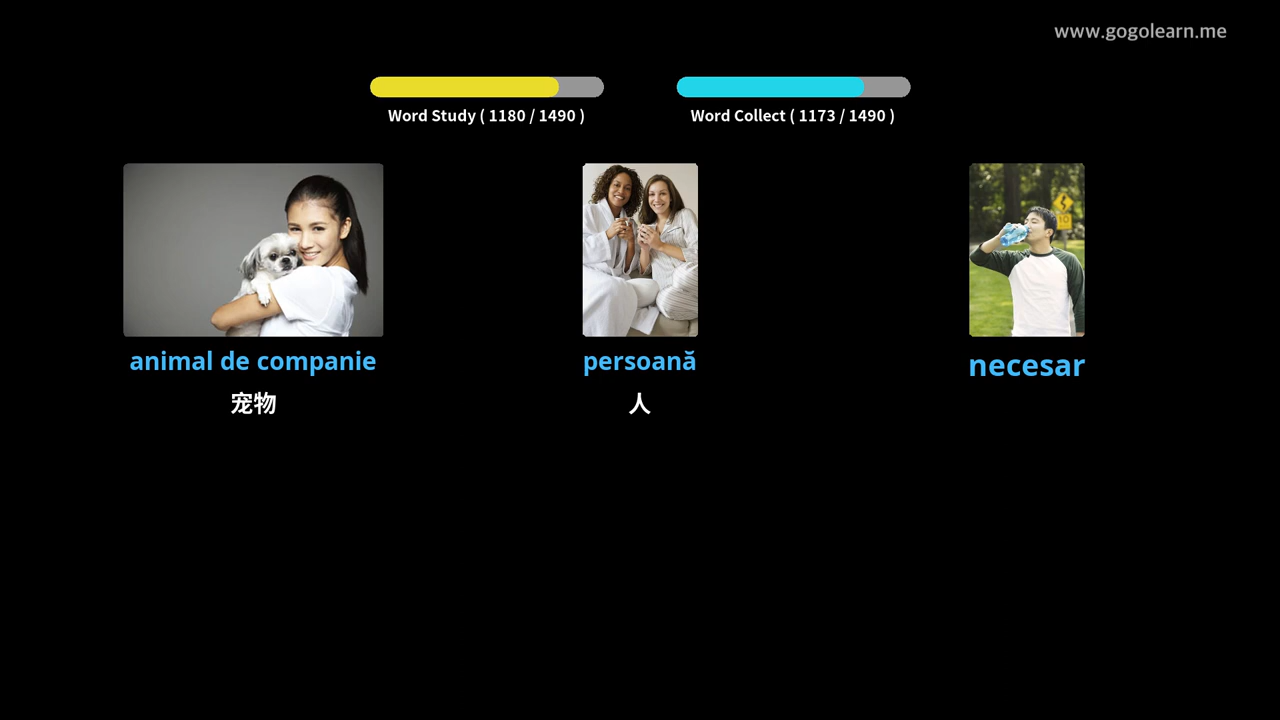 www.gogolearn.me
Word Study ( 1180 / 1490 )
Word Collect ( 1173 / 1490 )
animal de companie
宠物
persoană
人
necesar